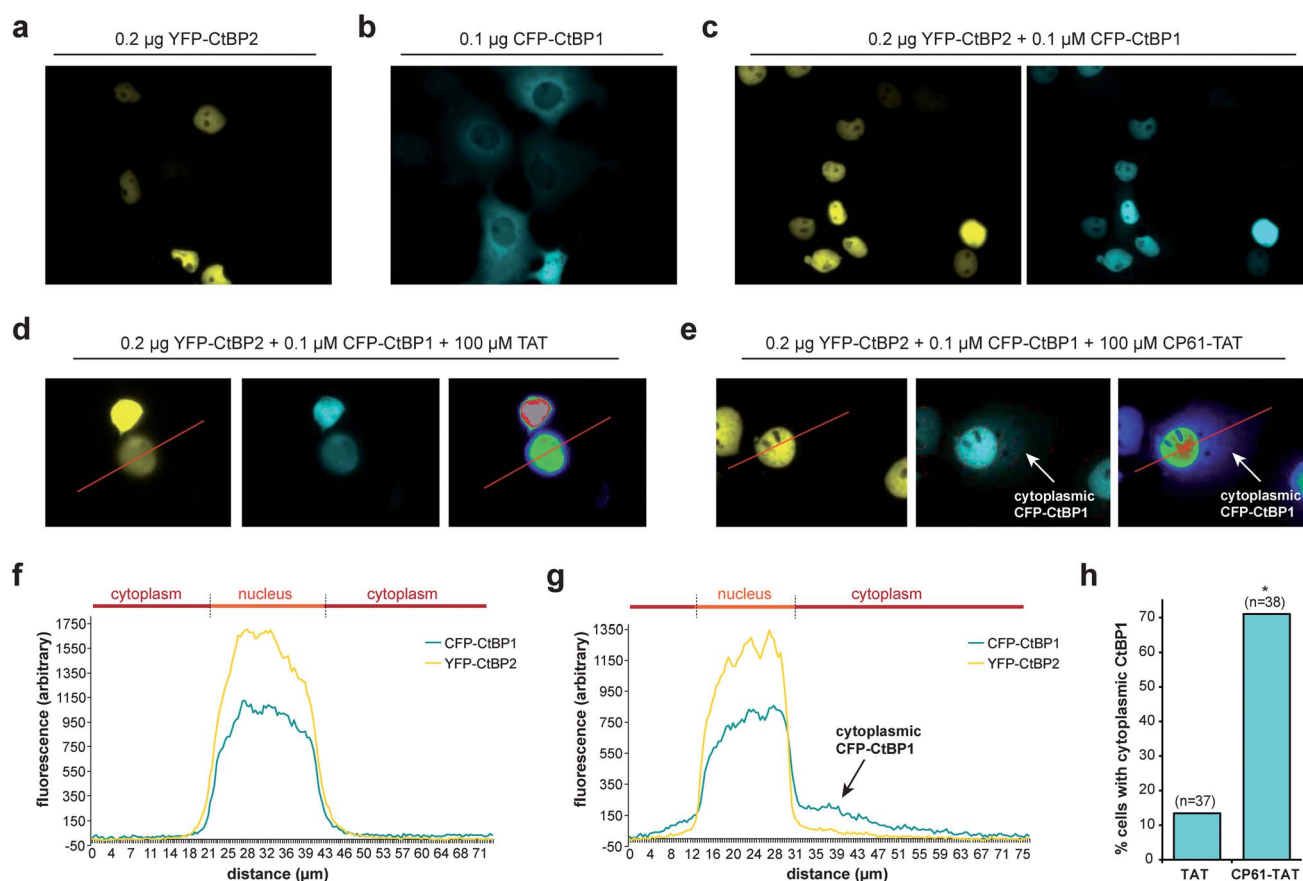 a
0.2 µg YFP-CtBP2
b
0.1 µg CFP-CtBP1
c
0.2 µg YFP-CtBP2 + 0.1 µM CFP-CtBP1
d
0.2 µg YFP-CtBP2 + 0.1 µM CFP-CtBP1 + 100 µM TAT
e
0.2 µg YFP-CtBP2 + 0.1 µM CFP-CtBP1 + 100 µM CP61-TAT
cytoplasmic
CFP-CtBP1
cytoplasmic
CFP-CtBP1
f
cytoplasm nucleus cytoplasm
fluorescence (arbitrary)
1750
1550
1350
1150
950
750
550
350
150
-50
CFP-CtBP1
YFP-CtBP2
0 4 7 11 14 18 21 25 28 32 36 39 43 46 50 53 57 60 64 67 71
distance (µm)
g
nucleus cytoplasm
fluorescence (arbitrary)
1350
1150
950
750
550
350
150
-50
CFP-CtBP1
YFP-CtBP2
cytoplasmic
CFP-CtBP1
0 4 8 12 16 20 24 28 31 35 39 43 47 51 55 59 63 67 71 75
distance (µm)
h
% cells with cytoplasmic CtBP1
70
60
50
40
30
20
10
0
(n=37)
*
(n=38)
TAT CP61-TAT